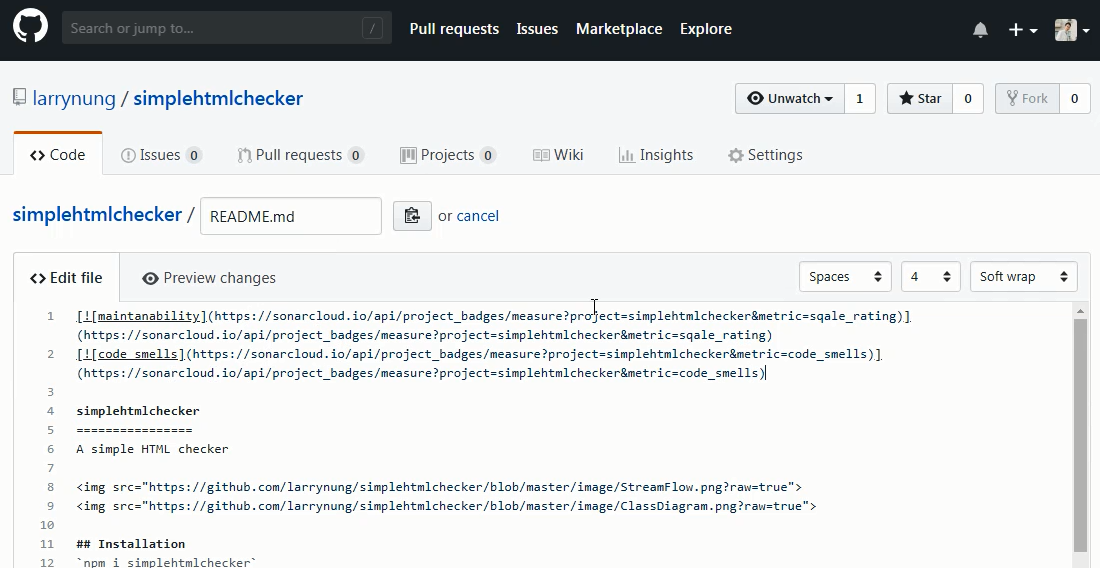 Search or jump to... /
Pull requests Issues Marketplace Explore
larrynung / simplehtmlchecker
Unwatch 1 Star 0 Fork 0
Code Issues 0 Pull requests 0 Projects 0 Wiki Insights Settings
simplehtmlchecker / README.md or cancel
Edit file Preview changes Spaces 4 Soft wrap
1 [![maintanability](https://sonarcloud.io/api/project_badges/measure?project=simplehtmlchecker&metric=sqale_rating)]
(https://sonarcloud.io/api/project_badges/measure?project=simplehtmlchecker&metric=sqale_rating)
2 [![code smells](https://sonarcloud.io/api/project_badges/measure?project=simplehtmlchecker&metric=code_smells)]
(https://sonarcloud.io/api/project_badges/measure?project=simplehtmlchecker&metric=code_smells)
3
4 simplehtmlchecker
5 ================
6 A simple HTML checker
7
8 <img src="https://github.com/larrynung/simplehtmlchecker/blob/master/image/StreamFlow.png?raw=true">
9 <img src="https://github.com/larrynung/simplehtmlchecker/blob/master/image/ClassDiagram.png?raw=true">
10
11 ## Installation
12 `npm i simplehtmlchecker`